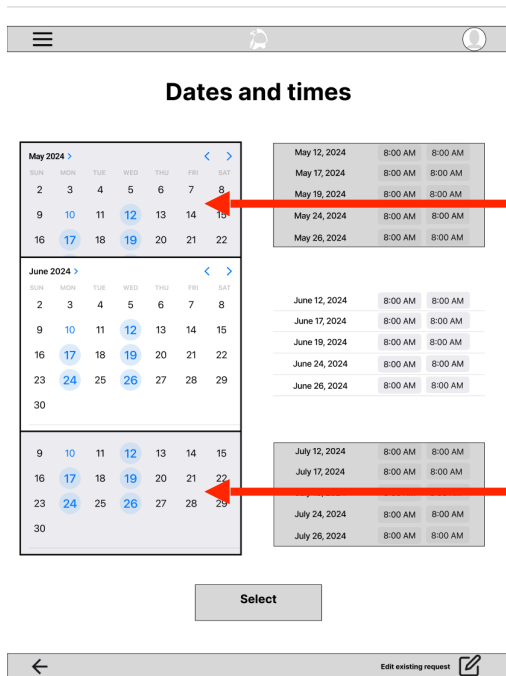 Dates and times
May 2024 >
SUN MON TUE WED THU FRI SAT
2 3 4 5 6 7 8
9 10 11 12 13 14 15
16 17 18 19 20 21 22
May 12, 2024 8:00 AM 8:00 AM
May 17, 2024 8:00 AM 8:00 AM
May 19, 2024 8:00 AM 8:00 AM
May 24, 2024 8:00 AM 8:00 AM
May 26, 2024 8:00 AM 8:00 AM
June 2024 >
SUN MON TUE WED THU FRI SAT
2 3 4 5 6 7 8
9 10 11 12 13 14 15
16 17 18 19 20 21 22
23 24 25 26 27 28 29
30
June 12, 2024 8:00 AM 8:00 AM
June 17, 2024 8:00 AM 8:00 AM
June 19, 2024 8:00 AM 8:00 AM
June 24, 2024 8:00 AM 8:00 AM
June 26, 2024 8:00 AM 8:00 AM
9 10 11 12 13 14 15
16 17 18 19 20 21 22
23 24 25 26 27 28 29
30
July 12, 2024 8:00 AM 8:00 AM
July 17, 2024 8:00 AM 8:00 AM
July 24, 2024 8:00 AM 8:00 AM
July 26, 2024 8:00 AM 8:00 AM
Select
Edit existing request